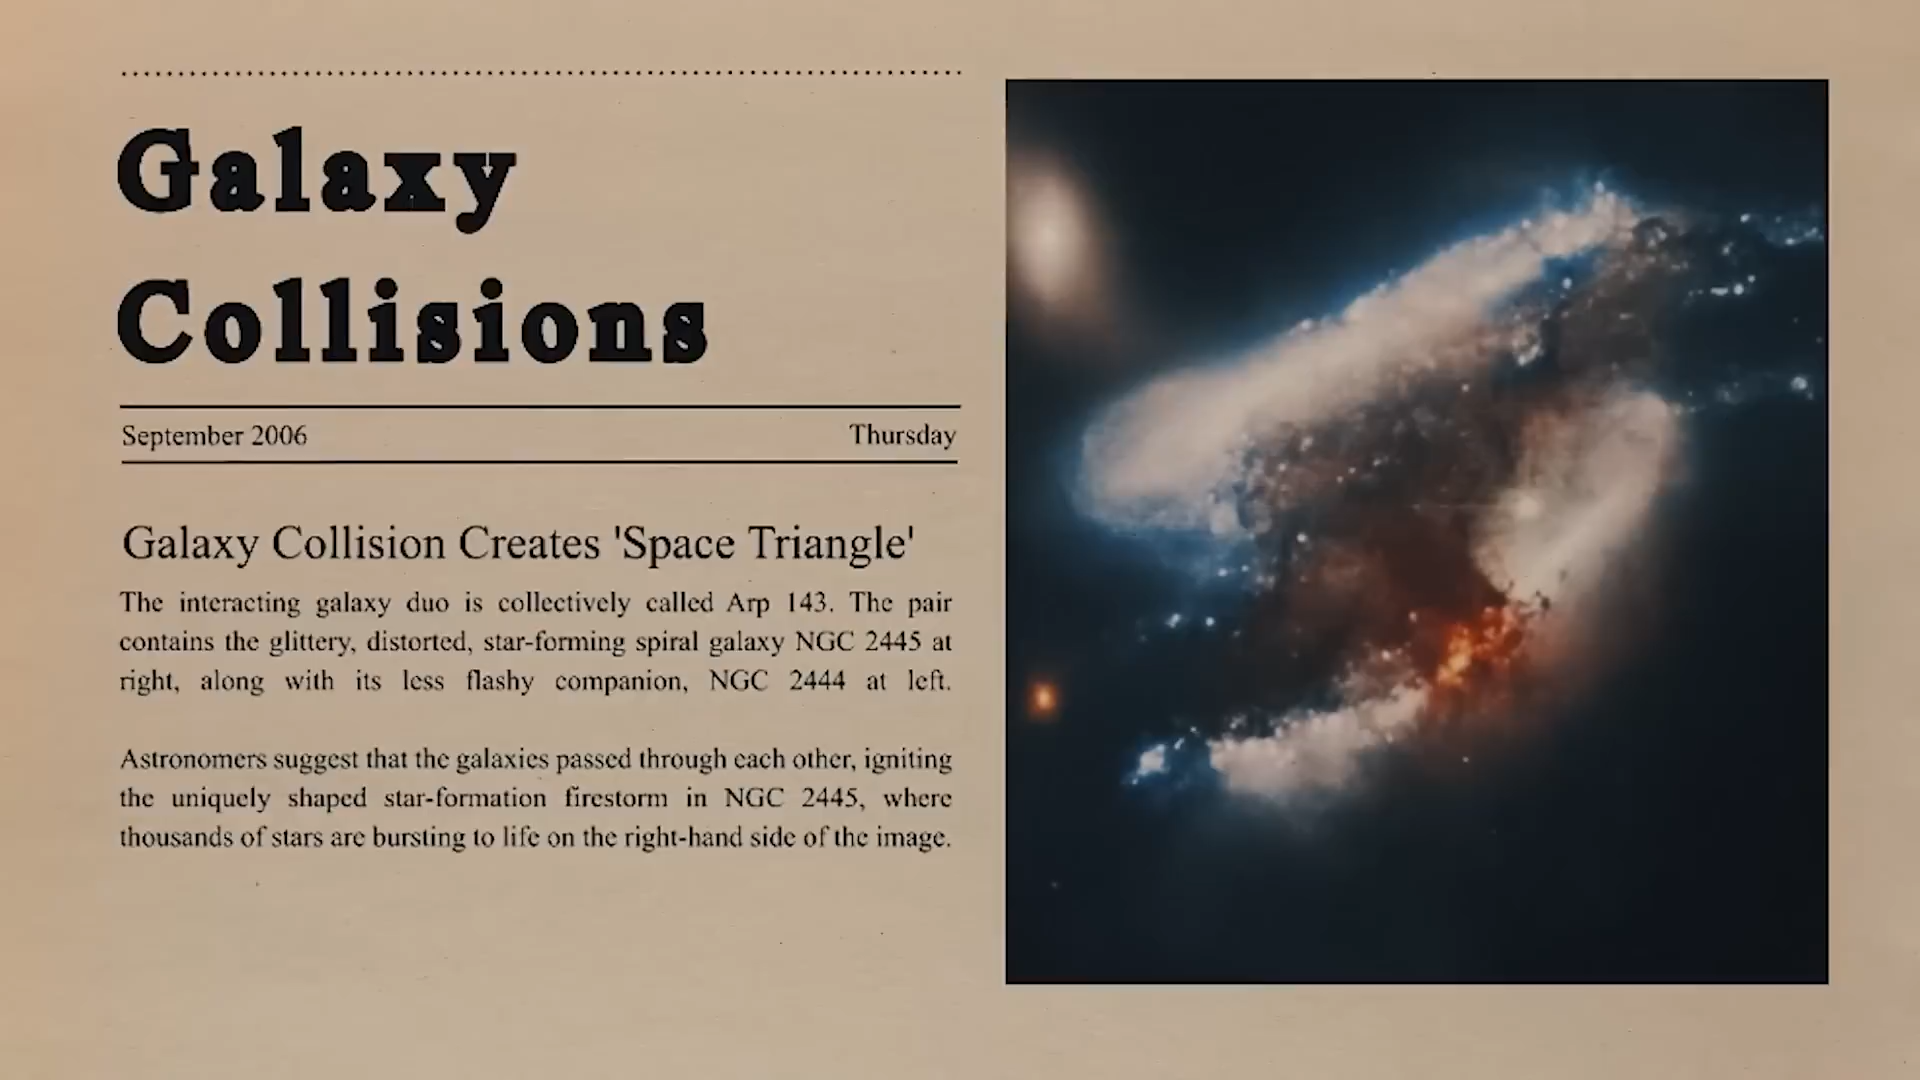 Galaxy
Collisions
September 2006 Thursday
Galaxy Collision Creates 'Space Triangle'
The interacting galaxy duo is collectively called Arp 143. The pair
contains the glittery, distorted, star-forming spiral galaxy NGC 2445 at
right, along with its less flashy companion, NGC 2444 at left.
Astronomers suggest that the galaxies passed through each other, igniting
the uniquely shaped star-formation firestorm in NGC 2445, where
thousands of stars are bursting to life on the right-hand side of the image.